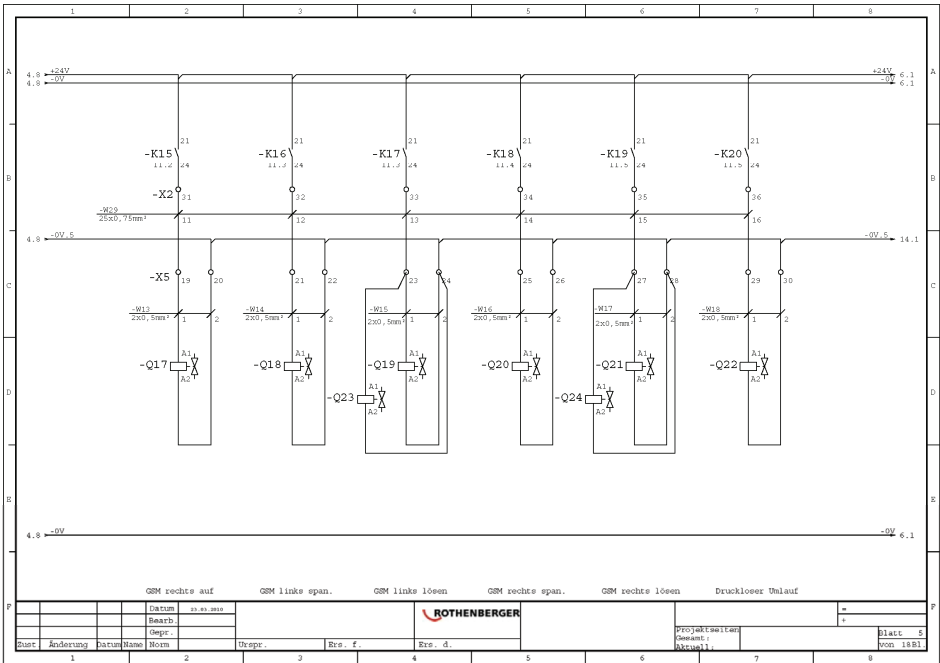 1 2 3 4 5 6 7 8
A 4.8 +24V +24V 6.1 A
4.8 -0V -0V 6.1
21 21 21 21 21 21
-K15 -K16 -K17 -K18 -K19 -K20
11.2 24 11.3 24 11.3 24 11.4 24 11.5 24 11.5 24
B B
-X2 31 32 33 34 35 36
-W29
25x0,75mm² 11 12 13 14 15 16
4.8 -0V.5 -0V.5 14.1
-X5 19 20 21 22 23 24 25 26 27 28 29 30
C C
-W13 -W14 -W15 -W16 -W17 -W18
2x0,5mm² 1 2 2x0,5mm² 1 2 2x0,5mm² 1 2 2x0,5mm² 1 2 2x0,5mm² 1 2 2x0,5mm² 1 2
A1 A1 A1 A1 A1 A1
-Q17 -Q18 -Q19 -Q20 -Q21 -Q22
A2 A2 A2 A2 A2 A2
D A1 A1 D
-Q23 -Q24
A2 A2
E E
4.8 -0V -0V 6.1
GSM rechts auf GSM links span. GSM links lösen GSM rechts span. GSM rechts lösen Druckloser Umlauf
F Datum 23.03.2010 ROTHENBERGER = F
Bearb. +
Gepr. Projektseiten Blatt 5
Gesamt:
Zust. Änderung Datum Name Norm Urspr. Ers. f. Ers. d. Aktuell: von 18Bl.
1 2 3 4 5 6 7 8